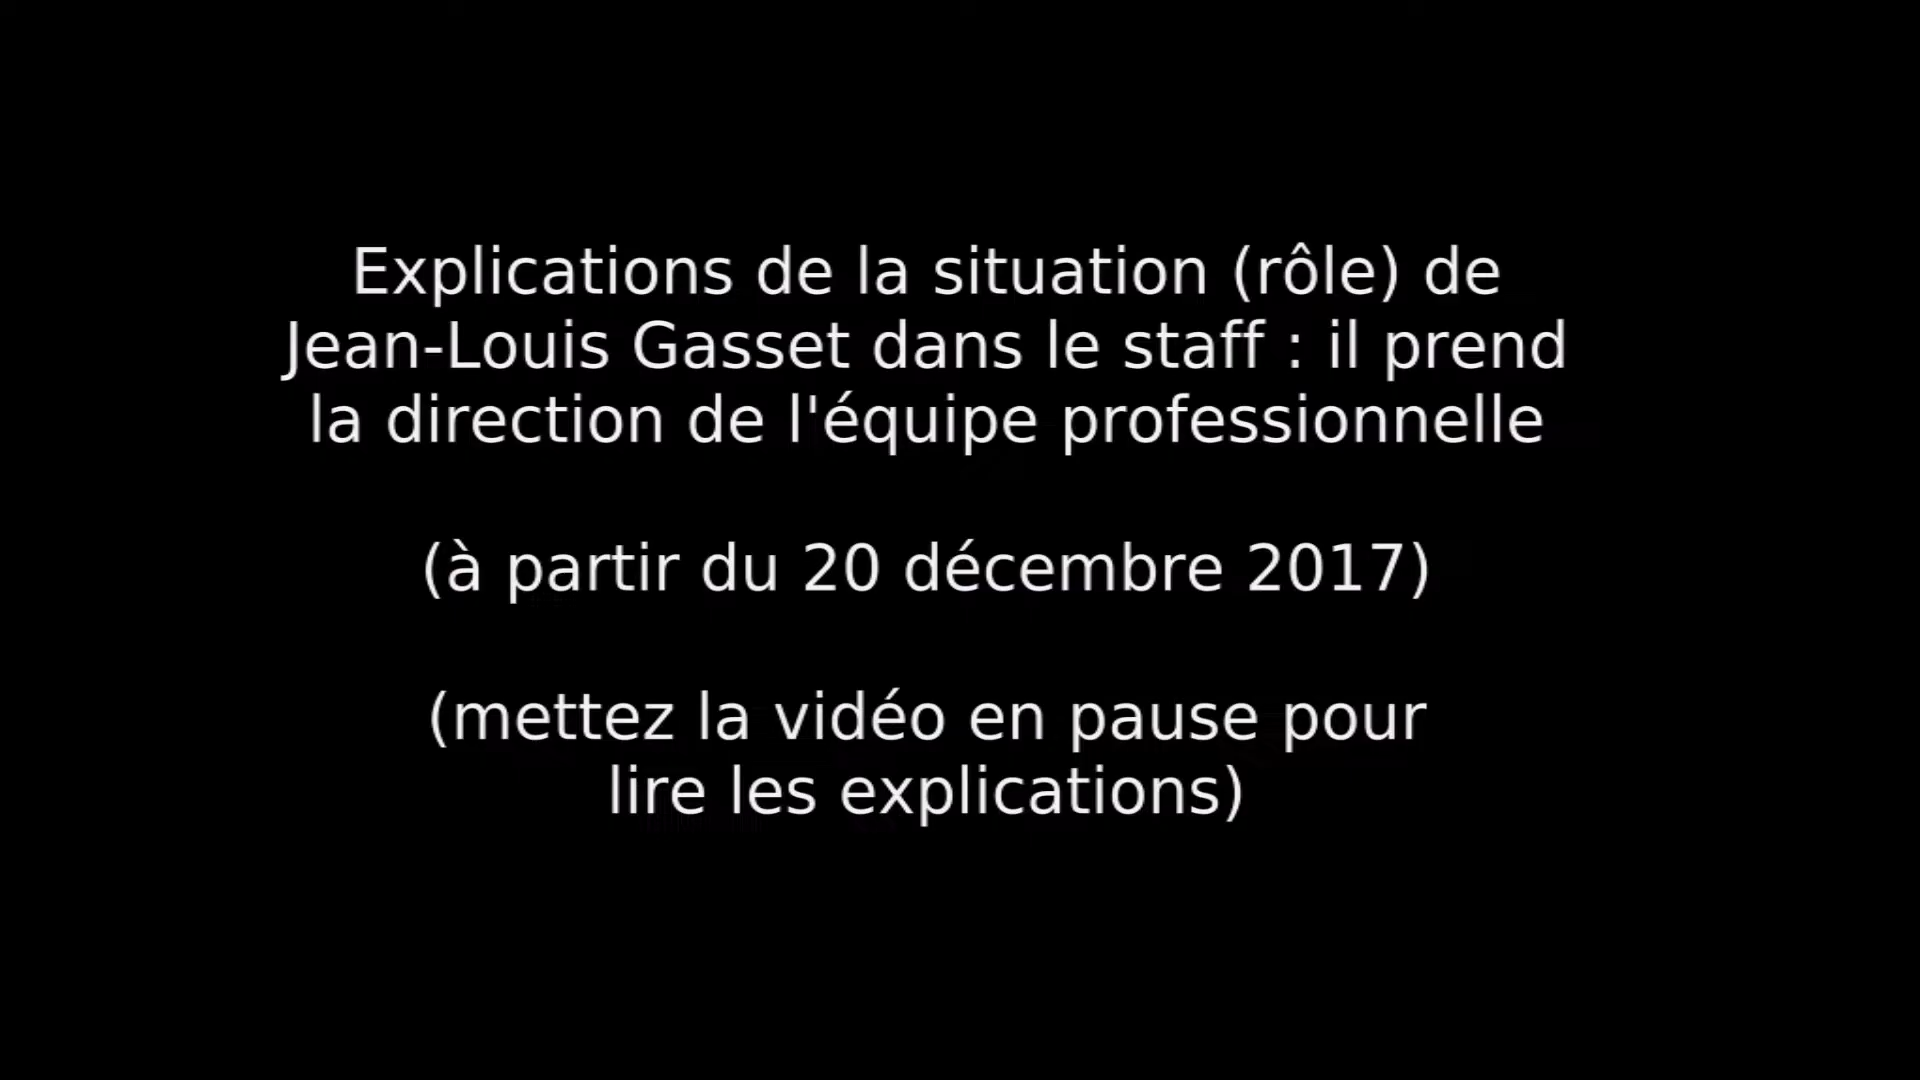 Explications de la situation (rôle) de
Jean-Louis Gasset dans le staff : il prend
la direction de l'équipe professionnelle
(à partir du 20 décembre 2017)
(mettez la vidéo en pause pour
lire les explications)